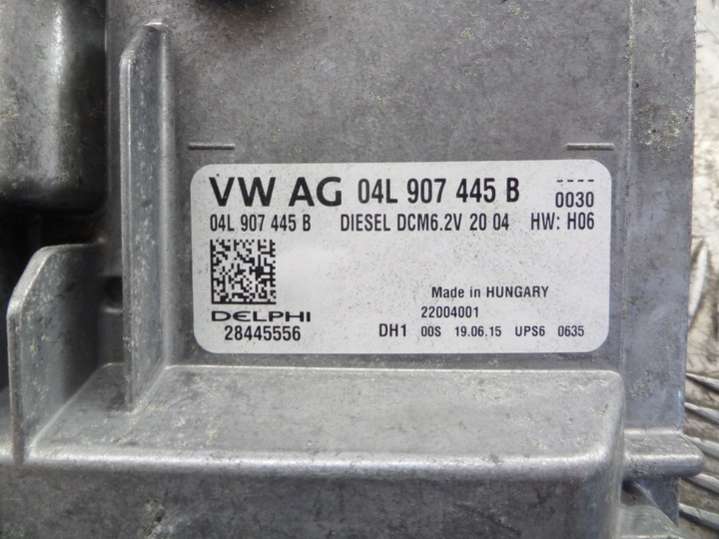 VW AG 04L 907 445 B ----
0030
04L 907 445 B DIESEL DCM6.2V 20 04 HW: H06
Made in HUNGARY
22004001
DELPHI
28445556 DH1 00S 19.06.15 UPS6 0635